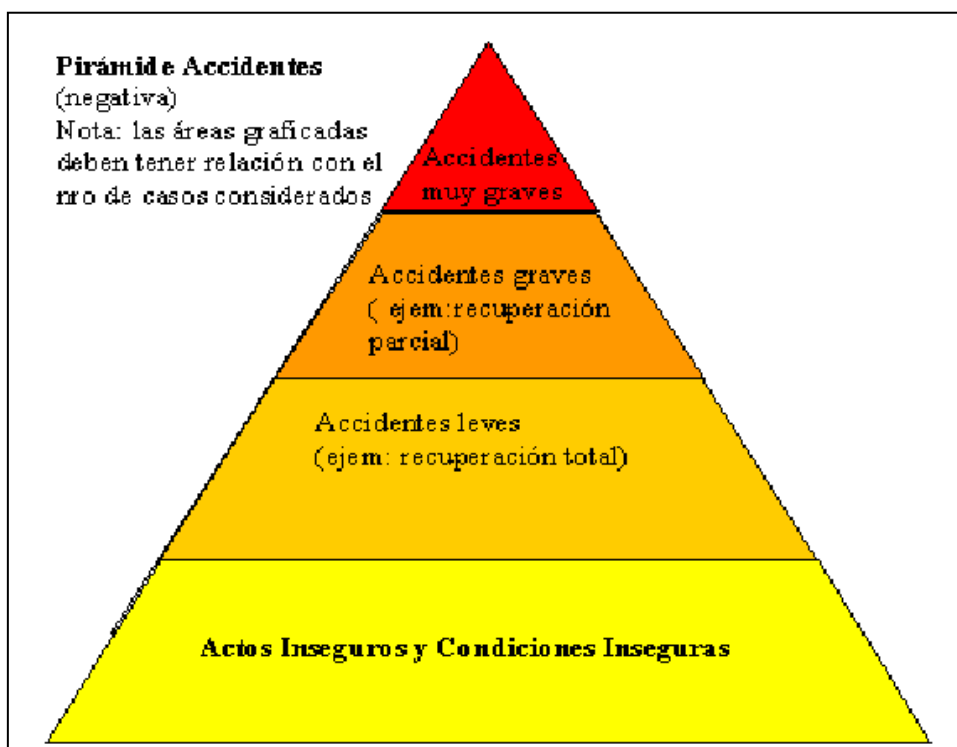 Pirámide Accidentes
(negativa)
Nota: las áreas graficadas
deben tener relación con el
nro de casos considerados
Accidentes
muy graves
Accidentes graves
( ejem:recuperación
parcial)
Accidentes leves
(ejem: recuperación total)
Actos Inseguros y Condiciones Inseguras